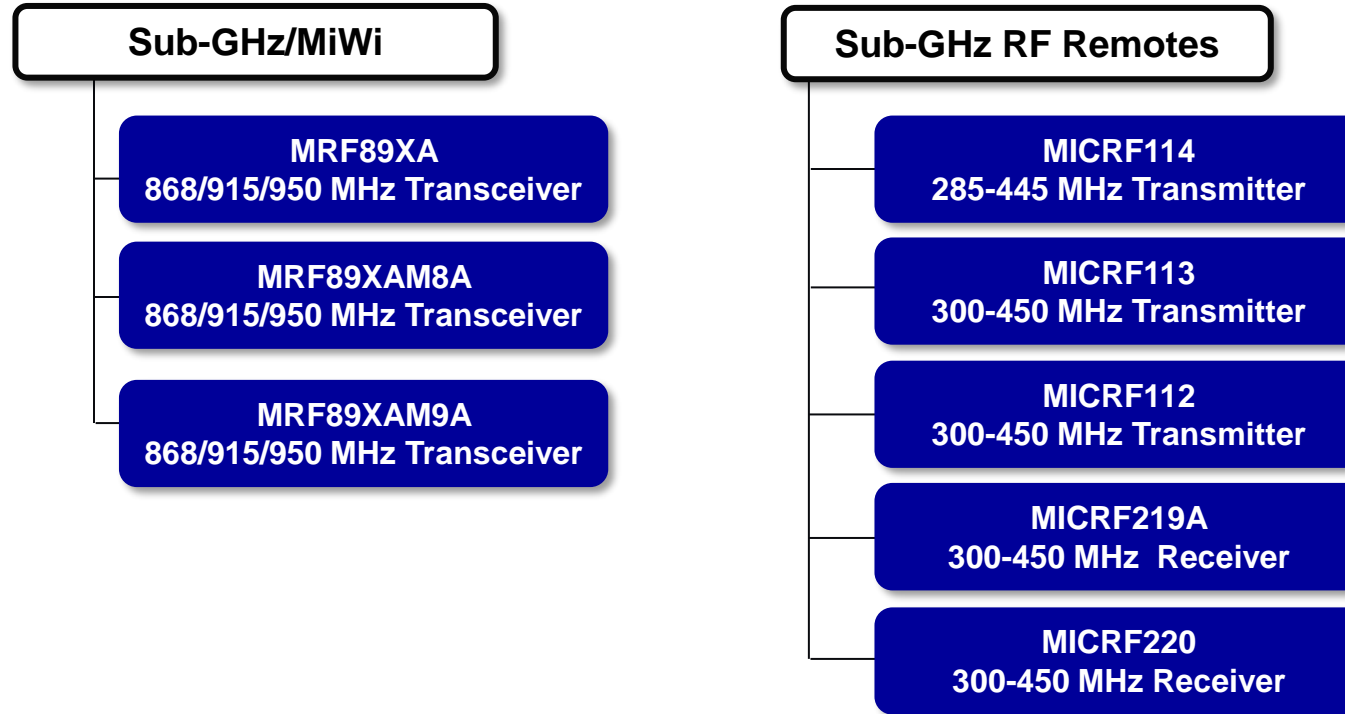 Sub-GHz/MiWi
MRF89XA
868/915/950 MHz Transceiver
MRF89XAM8A
868/915/950 MHz Transceiver
MRF89XAM9A
868/915/950 MHz Transceiver
Sub-GHz RF Remotes
MICRF114
285-445 MHz Transmitter
MICRF113
300-450 MHz Transmitter
MICRF112
300-450 MHz Transmitter
MICRF219A
300-450 MHz  Receiver
MICRF220
300-450 MHz Receiver